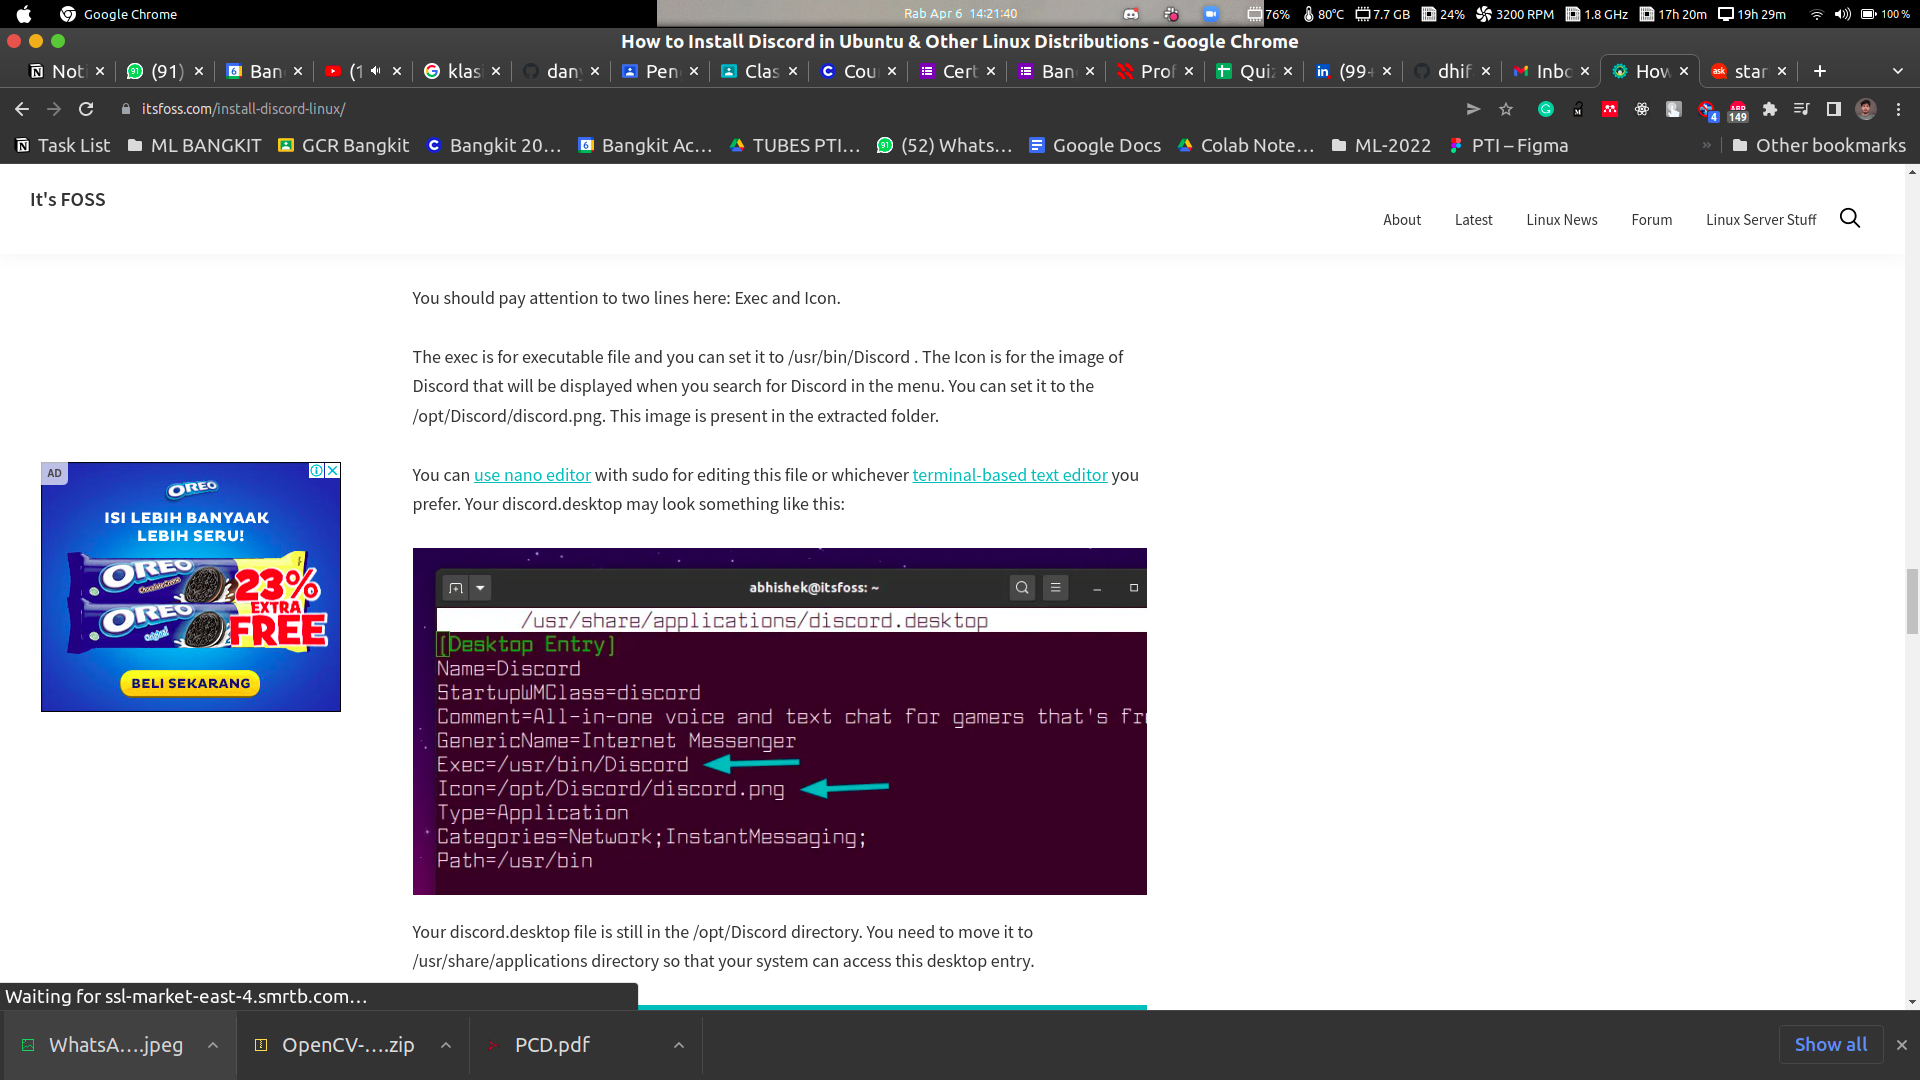 Google Chrome
Rab Apr 6 14:21:40
76% 80°C 7.7 GB 24% 3200 RPM 1.8 GHz 17h 20m 19h 29m 100 %
How to Install Discord in Ubuntu & Other Linux Distributions - Google Chrome
Noti (91) Ban (1 klasi dany Pen Clas Cou Cert Ban Prof Quiz (99+ dhif Inbo How star
itsfoss.com/install-discord-linux/
4 149
Task List ML BANGKIT GCR Bangkit Bangkit 20... Bangkit Ac... TUBES PTI... (52) Whats... Google Docs Colab Note... ML-2022 PTI – Figma Other bookmarks
It's FOSS
About Latest Linux News Forum Linux Server Stuff
You should pay attention to two lines here: Exec and Icon.
The exec is for executable file and you can set it to /usr/bin/Discord . The Icon is for the image of
Discord that will be displayed when you search for Discord in the menu. You can set it to the
/opt/Discord/discord.png. This image is present in the extracted folder.
You can use nano editor with sudo for editing this file or whichever terminal-based text editor you
prefer. Your discord.desktop may look something like this:
AD
OREO
ISI LEBIH BANYAAK
LEBIH SERU!
OREO
OREO
Original
23%
EXTRA
FREE
BELI SEKARANG
abhishek@itsfoss: ~
/usr/share/applications/discord.desktop
[Desktop Entry]
Name=Discord
StartupWMClass=discord
Comment=All-in-one voice and text chat for gamers that's fr
GenericName=Internet Messenger
Exec=/usr/bin/Discord
Icon=/opt/Discord/discord.png
Type=Application
Categories=Network;InstantMessaging;
Path=/usr/bin
Your discord.desktop file is still in the /opt/Discord directory. You need to move it to
/usr/share/applications directory so that your system can access this desktop entry.
Waiting for ssl-market-east-4.smrtb.com...
WhatsA....jpeg OpenCV-....zip PCD.pdf Show all